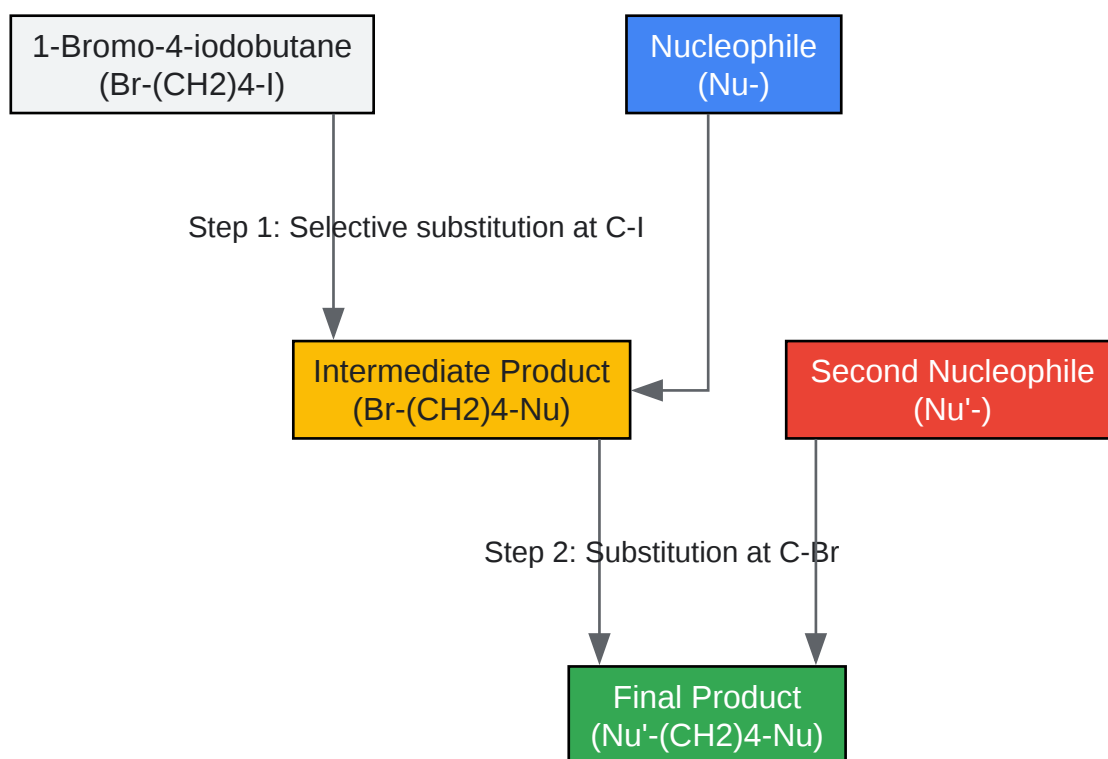 1-Bromo-4-iodobutane
(Br-(CH2)4-I)
Nucleophile
(Nu-)
Step 1: Selective substitution at C-I
Intermediate Product
(Br-(CH2)4-Nu)
Second Nucleophile
(Nu'-)
Step 2: Substitution at C-Br
Final Product
(Nu'-(CH2)4-Nu)